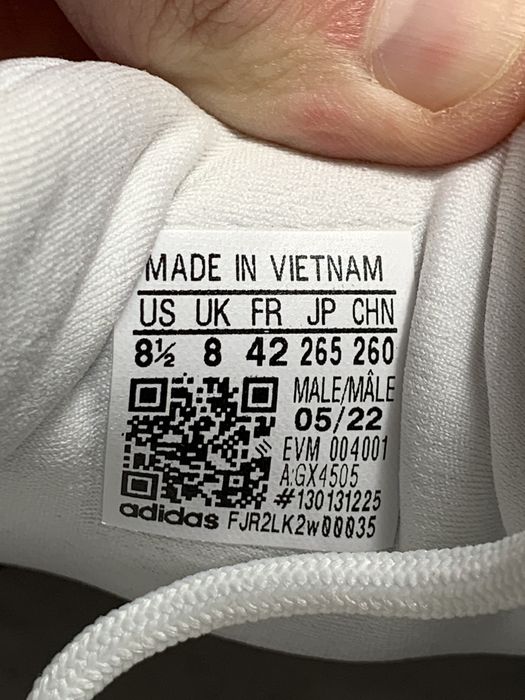 MADE IN VIETNAM
US UK FR JP CHN
8½ 8 42 265 260
MALE/MÂLE
05/22
EVM 004001
A:GX4505
#130131225
adidas FJR2LK2w00035